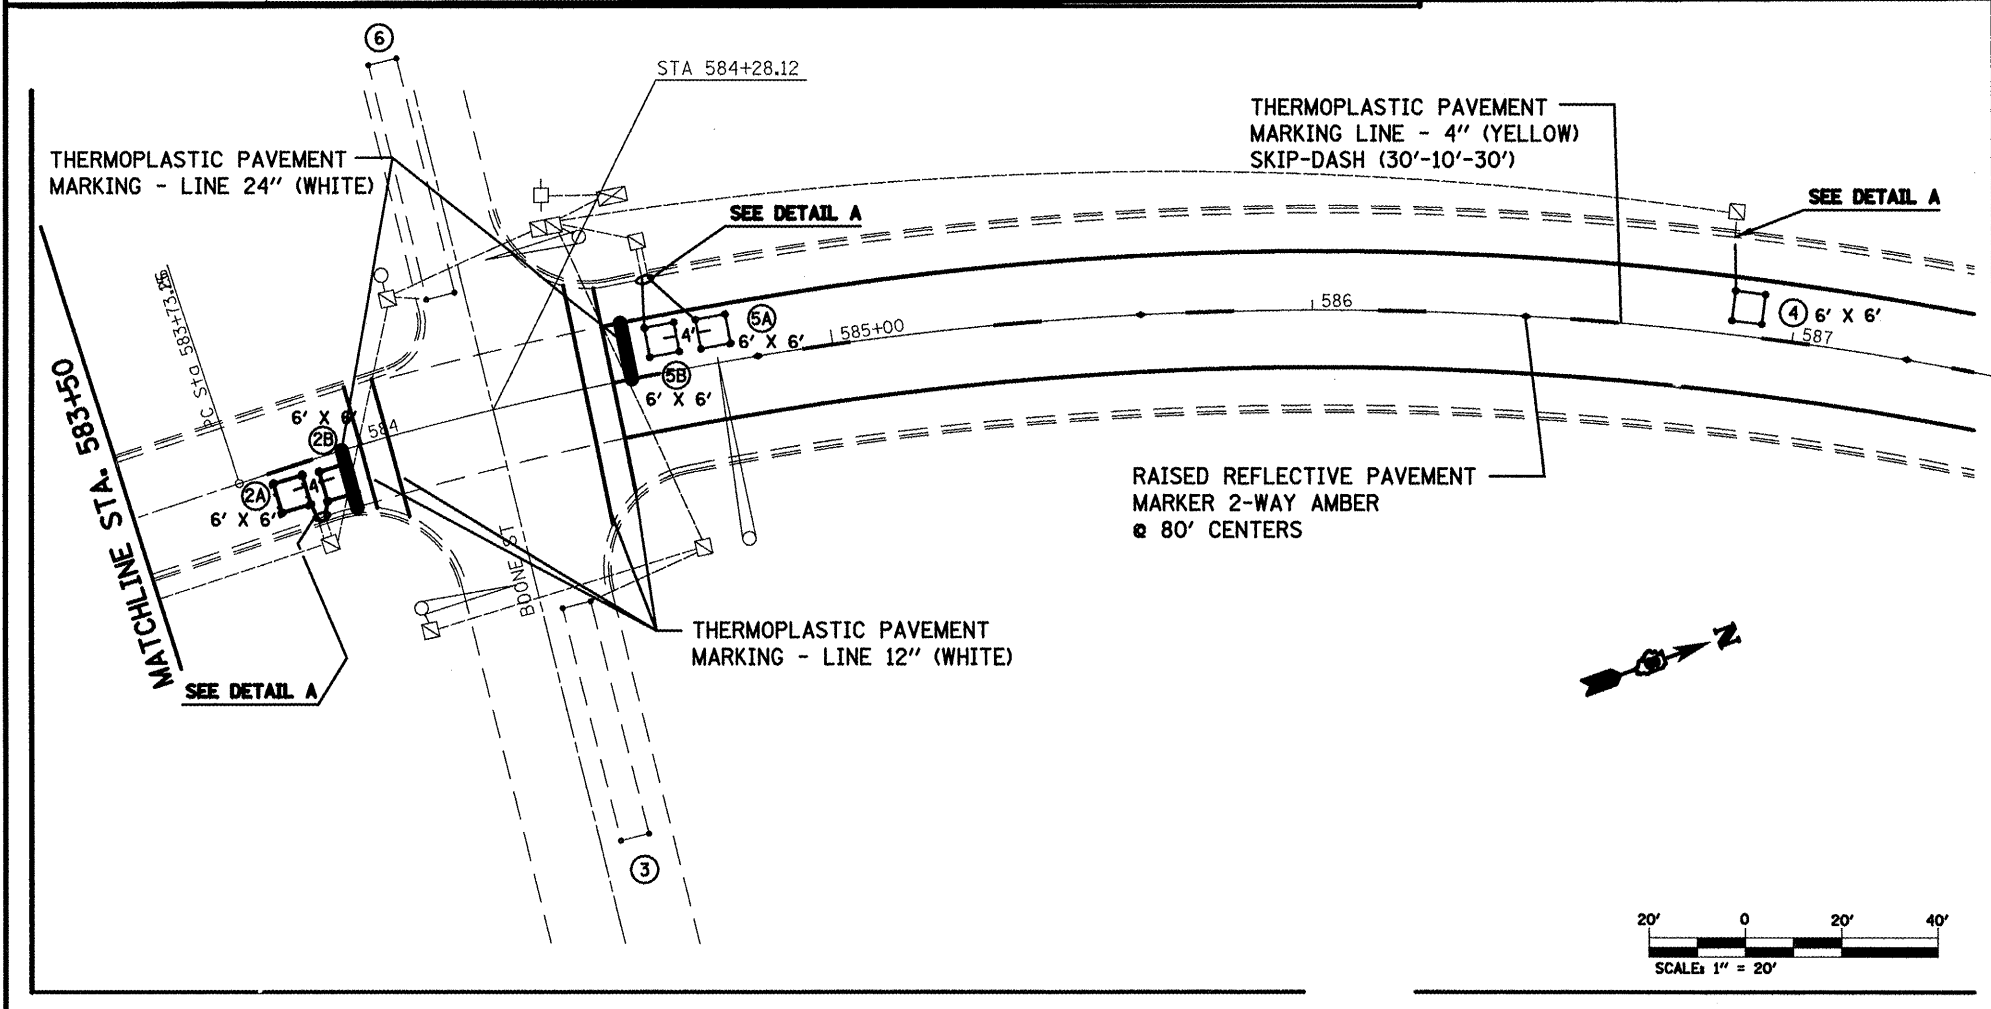 6
STA 584+28.12
THERMOPLASTIC PAVEMENT
MARKING LINE - 4" (YELLOW)
SKIP-DASH (30'-10'-30')
THERMOPLASTIC PAVEMENT
MARKING - LINE 24" (WHITE)
SEE DETAIL A
SEE DETAIL A
PC Sta 583+73.26
586
4
6' X 6'
587
5A
6' X 6'
4'
585+00
5B
6' X 6'
6' X 6'
2B
584
2A
4'
6' X 6'
MATCHLINE STA. 583+50
RAISED REFLECTIVE PAVEMENT
MARKER 2-WAY AMBER
@ 80' CENTERS
BOONE ST
THERMOPLASTIC PAVEMENT
MARKING - LINE 12" (WHITE)
N
SEE DETAIL A
3
20' 0 20' 40'
SCALE: 1" = 20'